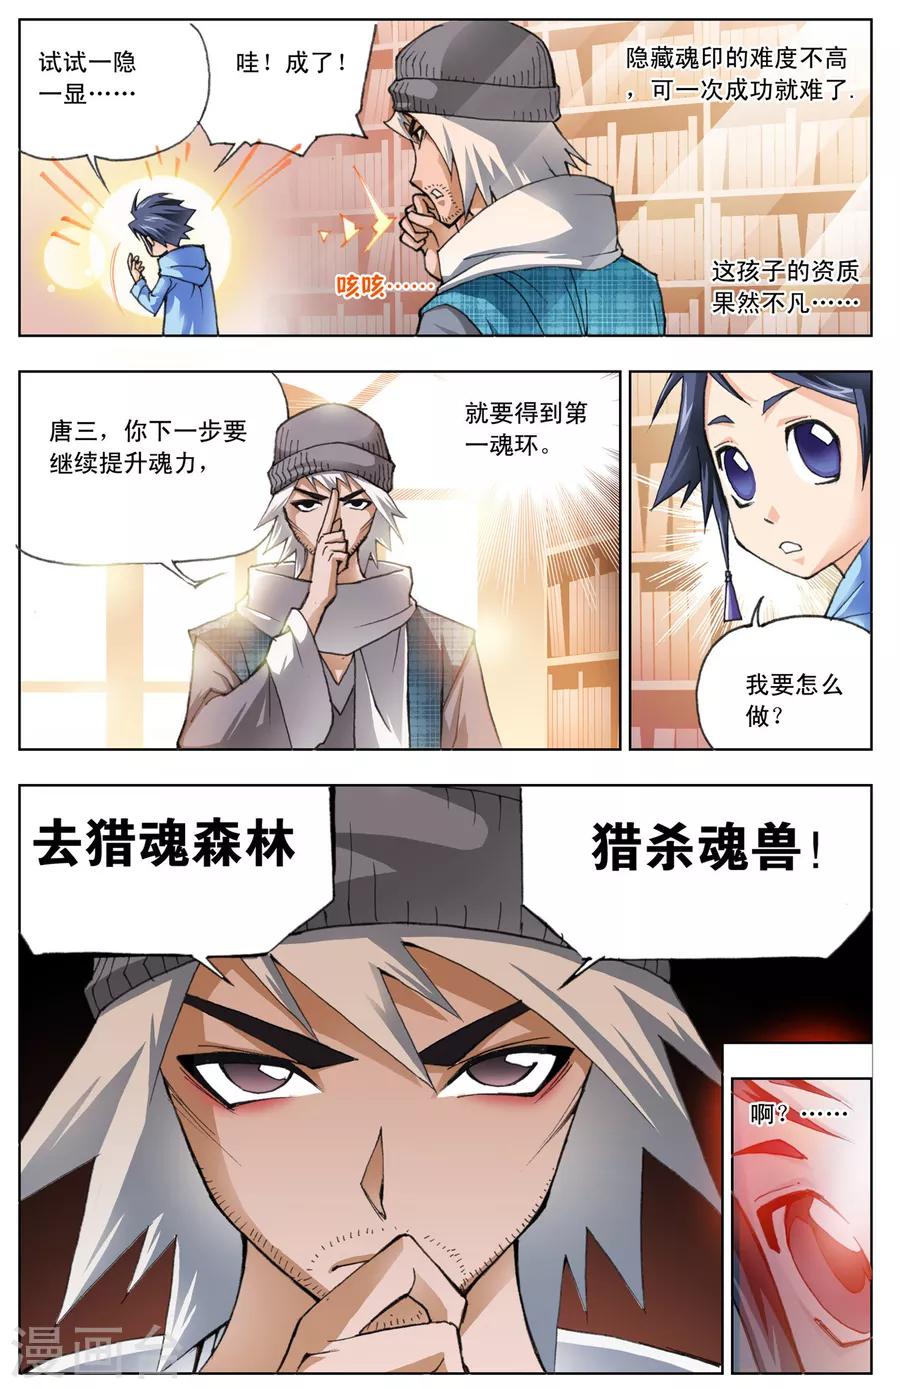 试试一隐
一显……
哇！成了！
隐藏魂印的难度不高
，可一次成功就难了.
咳咳……
这孩子的资质
果然不凡……
唐三，你下一步要
继续提升魂力，
就要得到第
一魂环。
我要怎么
做？
去猎魂森林
猎杀魂兽！
啊？……
漫画台